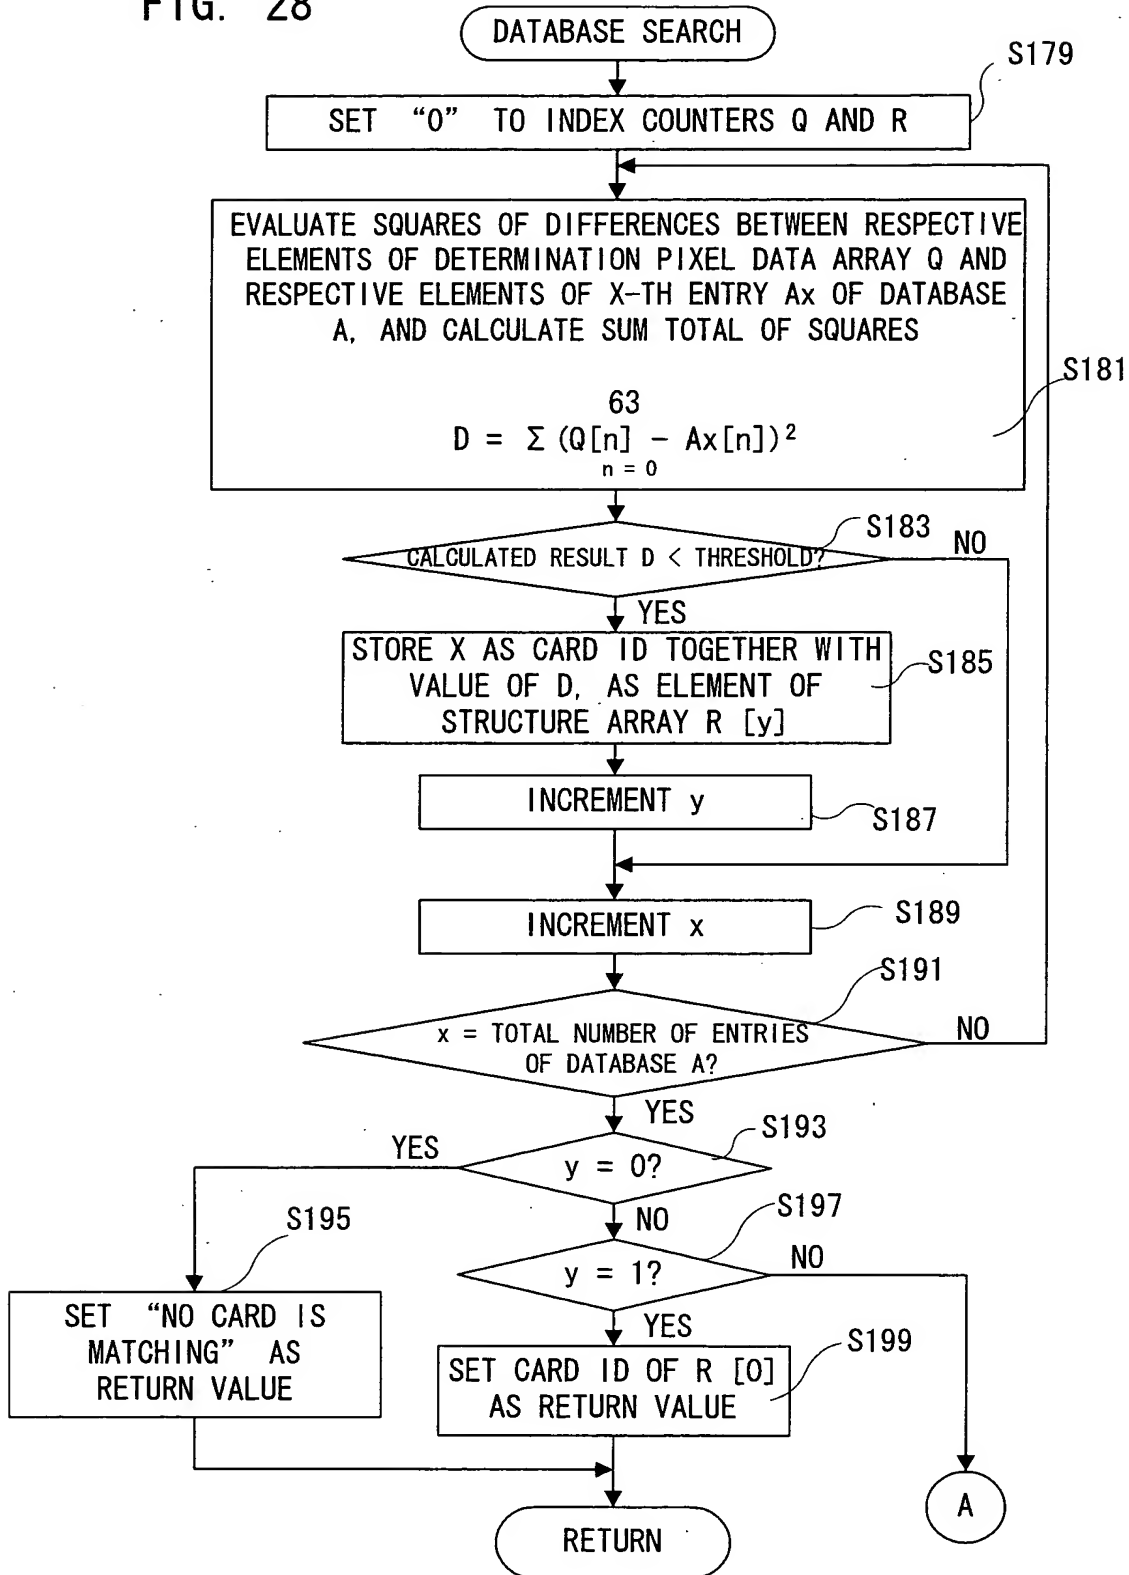 FIG. 28
DATABASE SEARCH
S179
SET "0" TO INDEX COUNTERS Q AND R
EVALUATE SQUARES OF DIFFERENCES BETWEEN RESPECTIVE
ELEMENTS OF DETERMINATION PIXEL DATA ARRAY Q AND
RESPECTIVE ELEMENTS OF X-TH ENTRY Ax OF DATABASE
A, AND CALCULATE SUM TOTAL OF SQUARES
S181
63
D = Σ (Q[n] - Ax[n])²
n = 0
S183
CALCULATED RESULT D < THRESHOLD?
NO
YES
STORE X AS CARD ID TOGETHER WITH
VALUE OF D, AS ELEMENT OF
STRUCTURE ARRAY R [y]
S185
INCREMENT y
S187
INCREMENT x
S189
S191
x = TOTAL NUMBER OF ENTRIES
OF DATABASE A?
NO
YES
S193
YES
y = 0?
NO
S197
y = 1?
NO
S195
YES
SET "NO CARD IS
MATCHING" AS
RETURN VALUE
S199
SET CARD ID OF R [0]
AS RETURN VALUE
A
RETURN